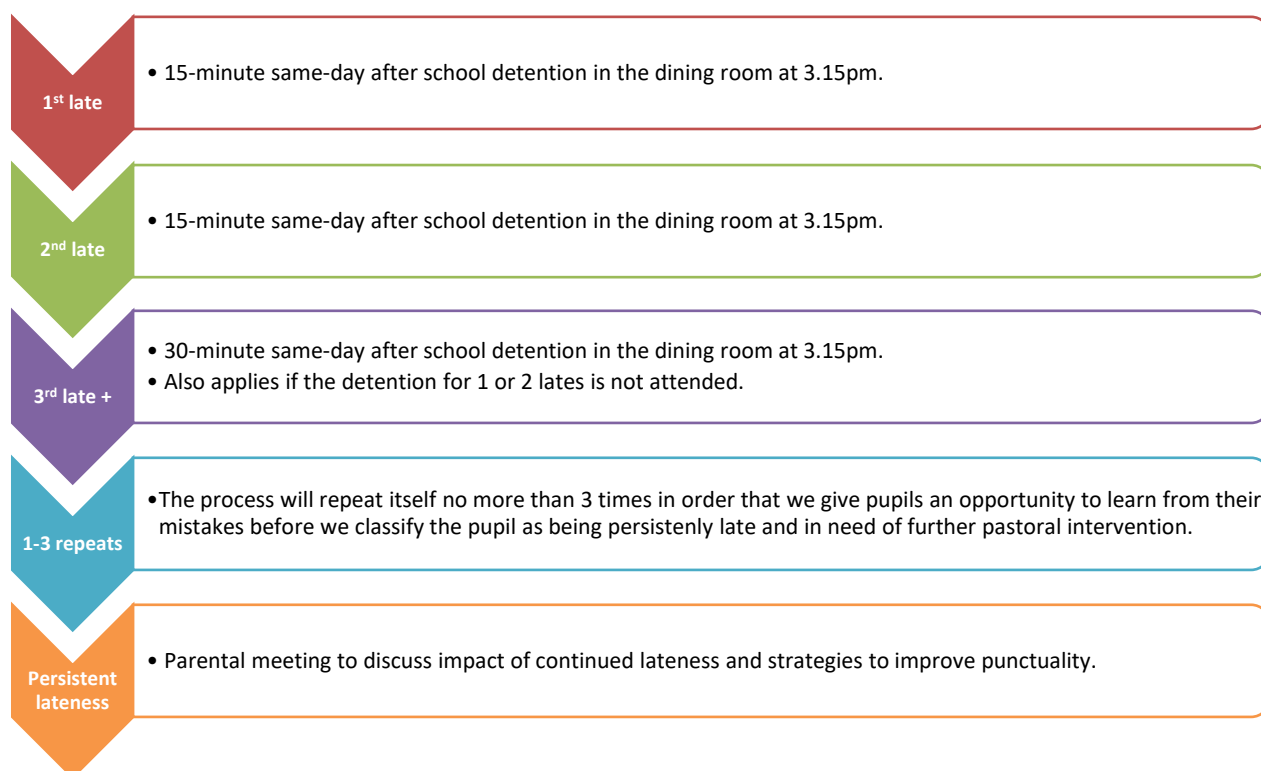 1st late
• 15-minute same-day after school detention in the dining room at 3.15pm.
2nd late
• 15-minute same-day after school detention in the dining room at 3.15pm.
3rd late +
• 30-minute same-day after school detention in the dining room at 3.15pm.
• Also applies if the detention for 1 or 2 lates is not attended.
1-3 repeats
•The process will repeat itself no more than 3 times in order that we give pupils an opportunity to learn from their
mistakes before we classify the pupil as being persistenly late and in need of further pastoral intervention.
Persistent
lateness
• Parental meeting to discuss impact of continued lateness and strategies to improve punctuality.